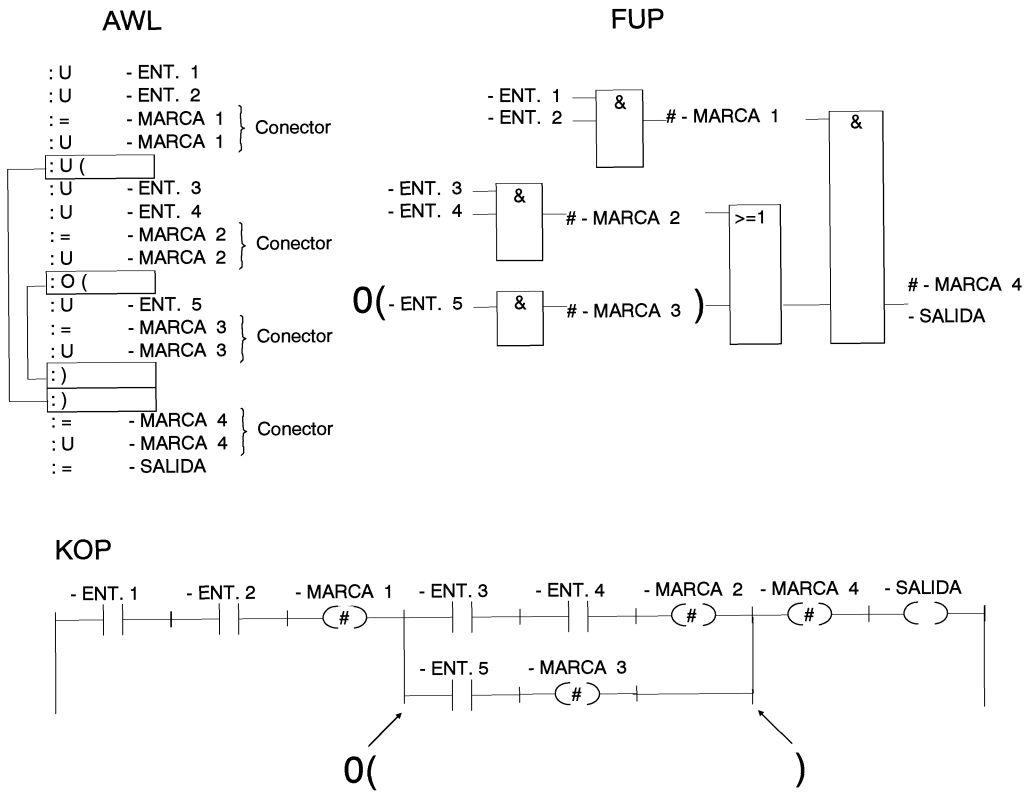 AWL
: U - ENT. 1
: U - ENT. 2
: = - MARCA 1
: U - MARCA 1
Conector
: U (
: U - ENT. 3
: U - ENT. 4
: = - MARCA 2
: U - MARCA 2
Conector
: O (
: U - ENT. 5
: = - MARCA 3
: U - MARCA 3
Conector
: )
: )
: = - MARCA 4
: U - MARCA 4
Conector
: = - SALIDA
FUP
- ENT. 1
- ENT. 2
&
# - MARCA 1
&
- ENT. 3
- ENT. 4
&
# - MARCA 2
>=1
0( - ENT. 5
&
# - MARCA 3 )
# - MARCA 4
- SALIDA
KOP
- ENT. 1 - ENT. 2 - MARCA 1 - ENT. 3 - ENT. 4 - MARCA 2 - MARCA 4 - SALIDA
(#) (#) (#) ( )
- ENT. 5 - MARCA 3
(#)
0( )